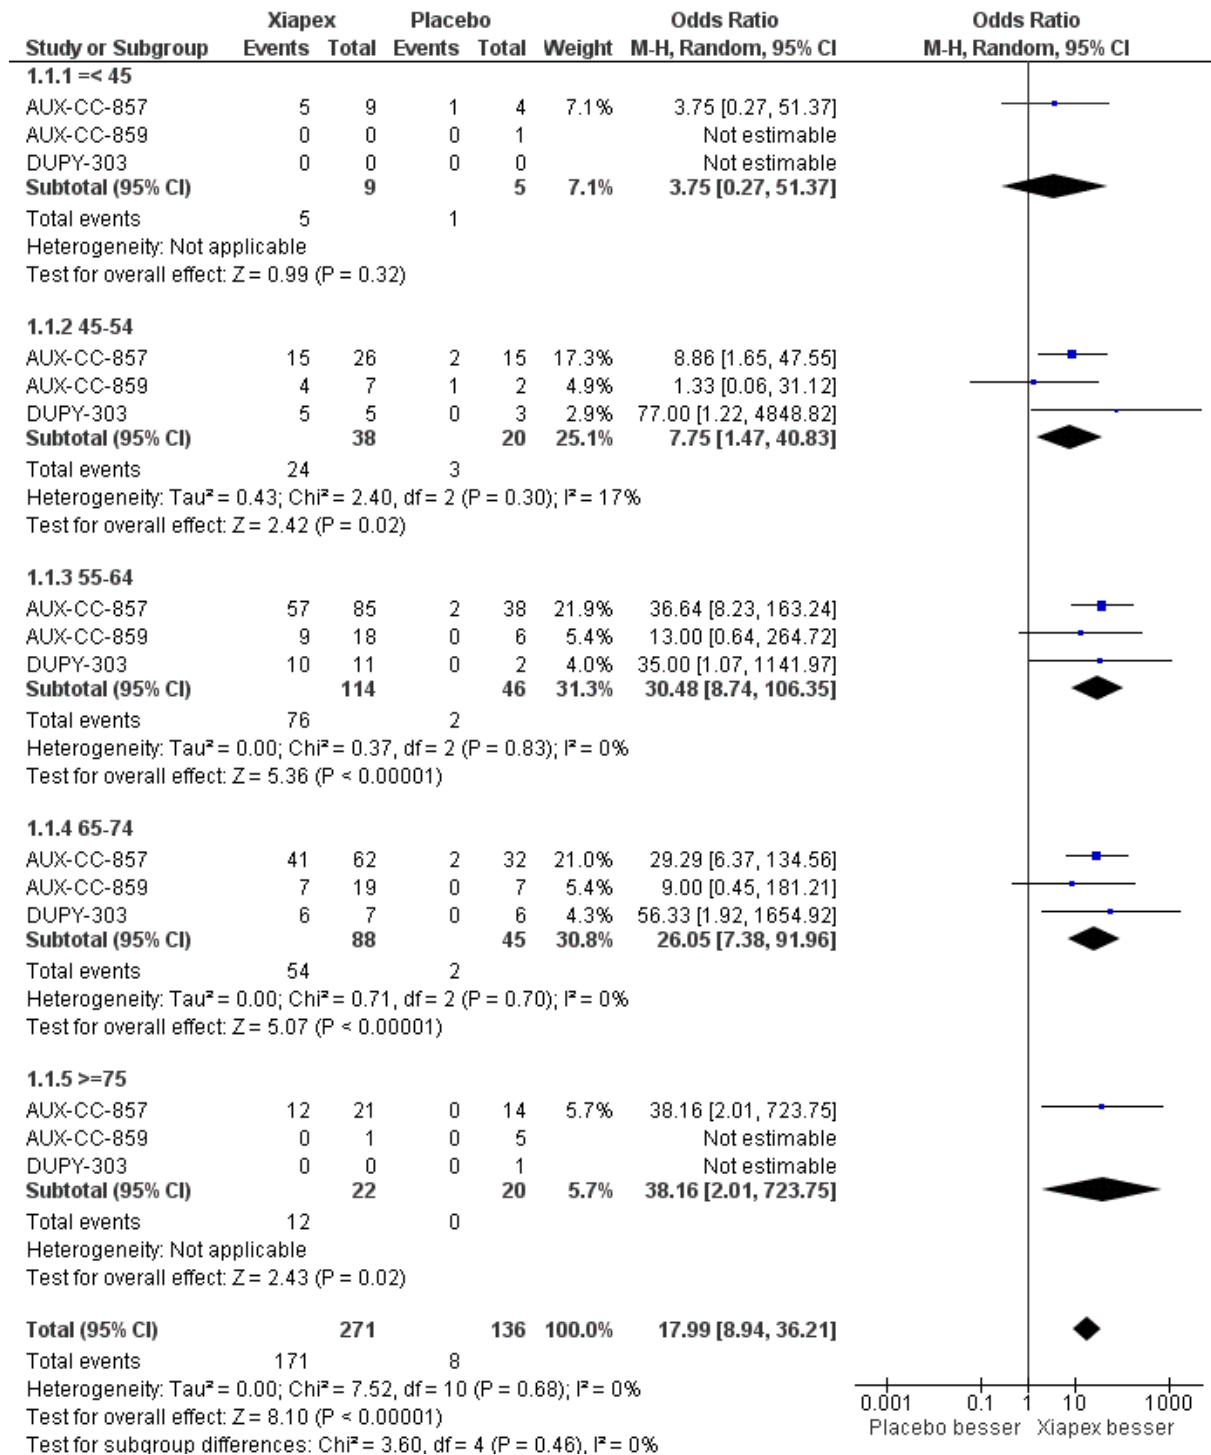 Xiapex Placebo Odds Ratio Odds Ratio
Study or Subgroup Events Total Events Total Weight M-H, Random, 95% CI M-H, Random, 95% CI
1.1.1 =< 45
AUX-CC-857 5 9 1 4 7.1% 3.75 [0.27, 51.37]
AUX-CC-859 0 0 0 1 Not estimable
DUPY-303 0 0 0 0 Not estimable
Subtotal (95% CI) 9 5 7.1% 3.75 [0.27, 51.37]
Total events 5 1
Heterogeneity: Not applicable
Test for overall effect: Z = 0.99 (P = 0.32)
1.1.2 45-54
AUX-CC-857 15 26 2 15 17.3% 8.86 [1.65, 47.55]
AUX-CC-859 4 7 1 2 4.9% 1.33 [0.06, 31.12]
DUPY-303 5 5 0 3 2.9% 77.00 [1.22, 4848.82]
Subtotal (95% CI) 38 20 25.1% 7.75 [1.47, 40.83]
Total events 24 3
Heterogeneity: Tau² = 0.43; Chi² = 2.40, df = 2 (P = 0.30); I² = 17%
Test for overall effect: Z = 2.42 (P = 0.02)
1.1.3 55-64
AUX-CC-857 57 85 2 38 21.9% 36.64 [8.23, 163.24]
AUX-CC-859 9 18 0 6 5.4% 13.00 [0.64, 264.72]
DUPY-303 10 11 0 2 4.0% 35.00 [1.07, 1141.97]
Subtotal (95% CI) 114 46 31.3% 30.48 [8.74, 106.35]
Total events 76 2
Heterogeneity: Tau² = 0.00; Chi² = 0.37, df = 2 (P = 0.83); I² = 0%
Test for overall effect: Z = 5.36 (P < 0.00001)
1.1.4 65-74
AUX-CC-857 41 62 2 32 21.0% 29.29 [6.37, 134.56]
AUX-CC-859 7 19 0 7 5.4% 9.00 [0.45, 181.21]
DUPY-303 6 7 0 6 4.3% 56.33 [1.92, 1654.92]
Subtotal (95% CI) 88 45 30.8% 26.05 [7.38, 91.96]
Total events 54 2
Heterogeneity: Tau² = 0.00; Chi² = 0.71, df = 2 (P = 0.70); I² = 0%
Test for overall effect: Z = 5.07 (P < 0.00001)
1.1.5 >=75
AUX-CC-857 12 21 0 14 5.7% 38.16 [2.01, 723.75]
AUX-CC-859 0 1 0 5 Not estimable
DUPY-303 0 0 0 1 Not estimable
Subtotal (95% CI) 22 20 5.7% 38.16 [2.01, 723.75]
Total events 12 0
Heterogeneity: Not applicable
Test for overall effect: Z = 2.43 (P = 0.02)
Total (95% CI) 271 136 100.0% 17.99 [8.94, 36.21]
Total events 171 8
Heterogeneity: Tau² = 0.00; Chi² = 7.52, df = 10 (P = 0.68); I² = 0%
Test for overall effect: Z = 8.10 (P < 0.00001)
Test for subgroup differences: Chi² = 3.60, df = 4 (P = 0.46), I² = 0%
0.001 0.1 1 10 1000
Placebo besser Xiapex besser